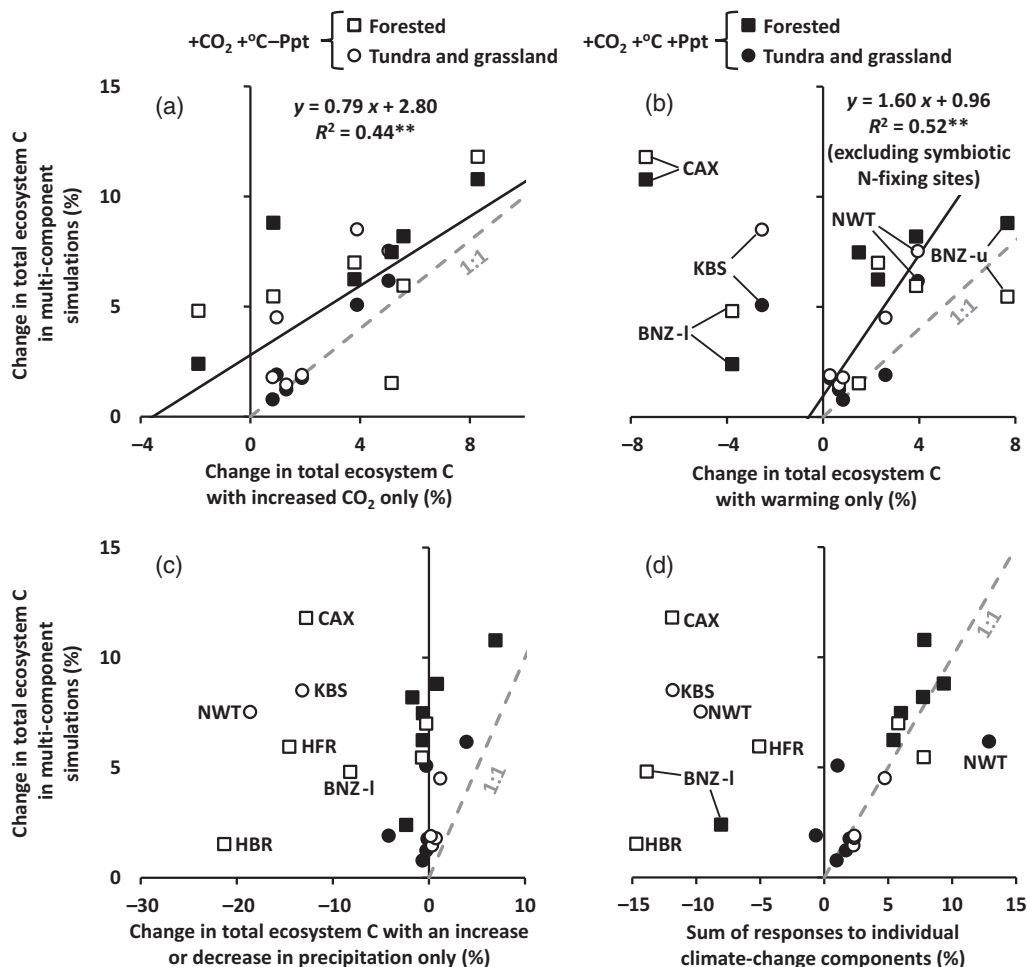 +CO2 +oC–Ppt
Forested
Tundra and grassland
+CO2 +oC +Ppt
Forested
Tundra and grassland
Change in total ecosystem C
in multi-component
simulations (%)
(a)
y = 0.79 x + 2.80
R2 = 0.44**
1:1
15
10
5
0
–4
0
4
8
Change in total ecosystem C
with increased CO2 only (%)
(b)
y = 1.60 x + 0.96
R2 = 0.52**
(excluding symbiotic
N-fixing sites)
CAX
NWT
KBS
BNZ-u
BNZ-l
1:1
–8
–4
0
4
8
Change in total ecosystem C
with warming only (%)
Change in total ecosystem C
in multi-component
simulations (%)
(c)
15
10
5
0
CAX
KBS
NWT
HFR
BNZ-l
HBR
1:1
–30
–20
–10
0
10
Change in total ecosystem C with an increase
or decrease in precipitation only (%)
(d)
1:1
CAX
KBS
NWT
HFR
NWT
BNZ-l
HBR
–15
–10
–5
0
5
10
15
Sum of responses to individual
climate-change components (%)